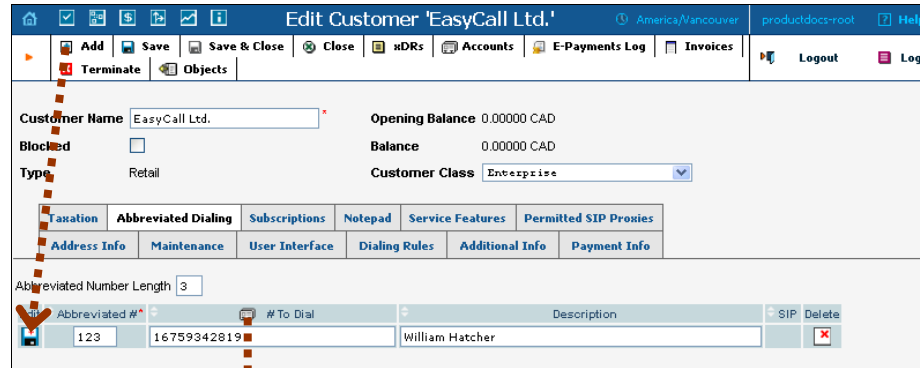 Edit Customer 'EasyCall Ltd.' America/Vancouver productdocs-root Help
Add Save Save & Close Close xDRs Accounts E-Payments Log Invoices Logout Log
Terminate Objects
Customer Name EasyCall Ltd. * Opening Balance 0.00000 CAD
Blocked Balance 0.00000 CAD
Type Retail Customer Class Enterprise
Taxation Abbreviated Dialing Subscriptions Notepad Service Features Permitted SIP Proxies
Address Info Maintenance User Interface Dialing Rules Additional Info Payment Info
Abbreviated Number Length 3
Edit Abbreviated #* # To Dial Description SIP Delete
123 16759342819 William Hatcher